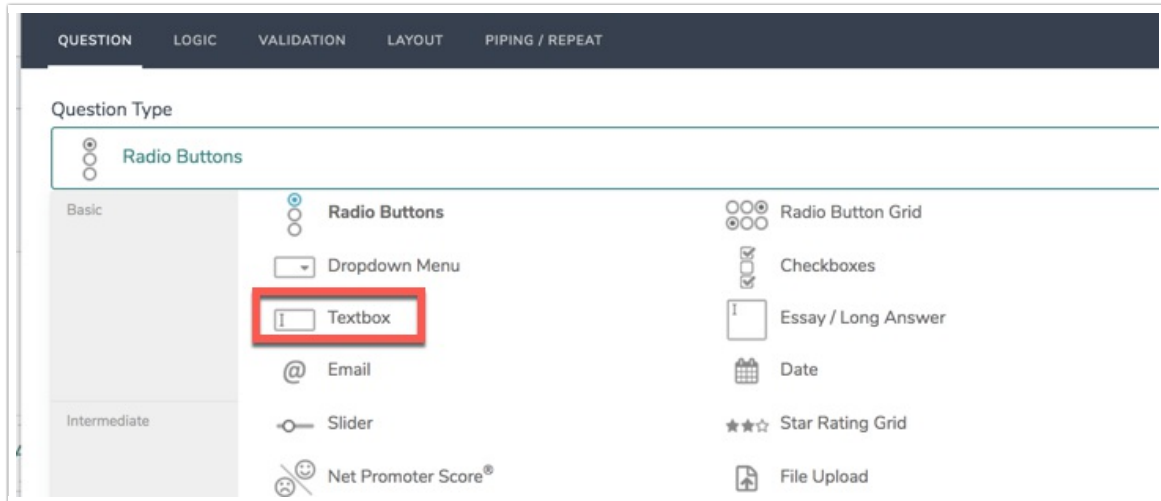 QUESTION LOGIC VALIDATION LAYOUT PIPING / REPEAT
Question Type
Radio Buttons
Basic
Radio Buttons
Radio Button Grid
Dropdown Menu
Checkboxes
Textbox
Essay / Long Answer
@ Email
Date
Intermediate
Slider
Star Rating Grid
Net Promoter Score®
File Upload